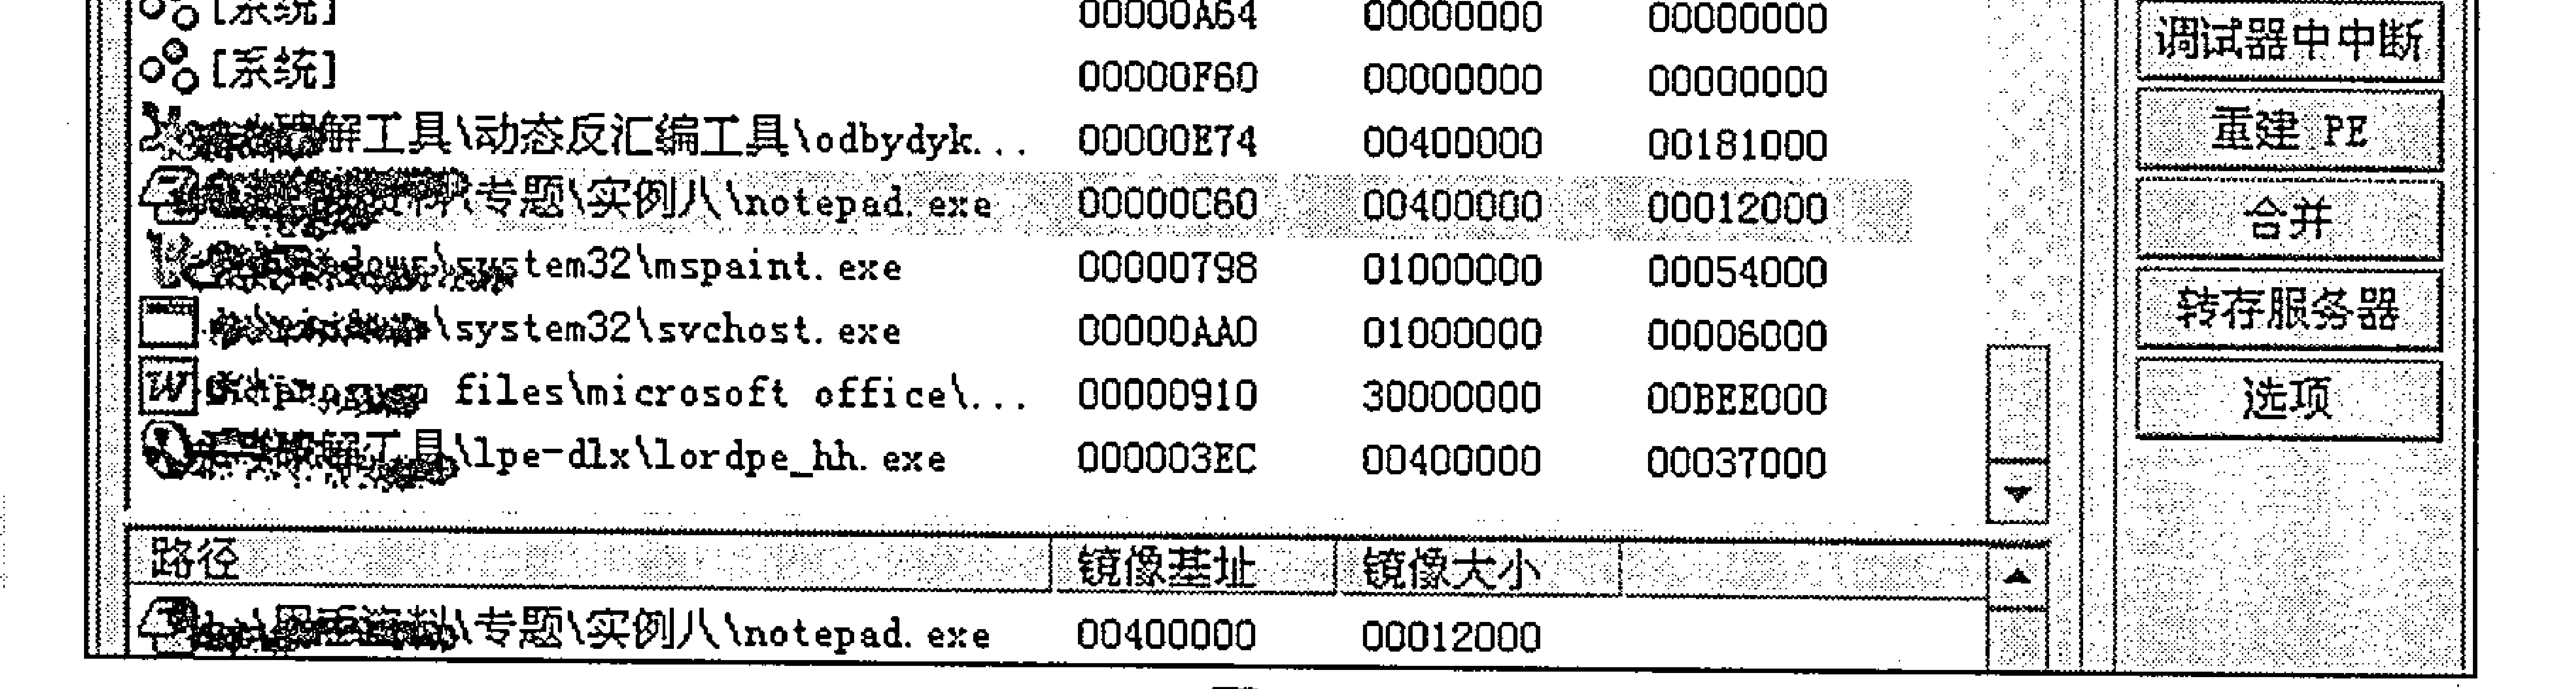 [系统] 00000A64 00000000 00000000
调试器中中断
[系统] 00000F60 00000000 00000000
解工具\动态反汇编工具\odbydyk... 00000E74 00400000 00181000
重建 PE
\专题\实例八\notepad.exe 00000C60 00400000 00012000
合并
\system32\mspaint.exe 00000798 01000000 00054000
\system32\svchost.exe 00000AA0 01000000 00006000
转存服务器
files\microsoft office\... 00000910 30000000 00BEE000
选项
解工具\lpe-dlx\lordpe_hh.exe 000003EC 00400000 00037000
路径 镜像基址 镜像大小
\专题\实例八\notepad.exe 00400000 00012000